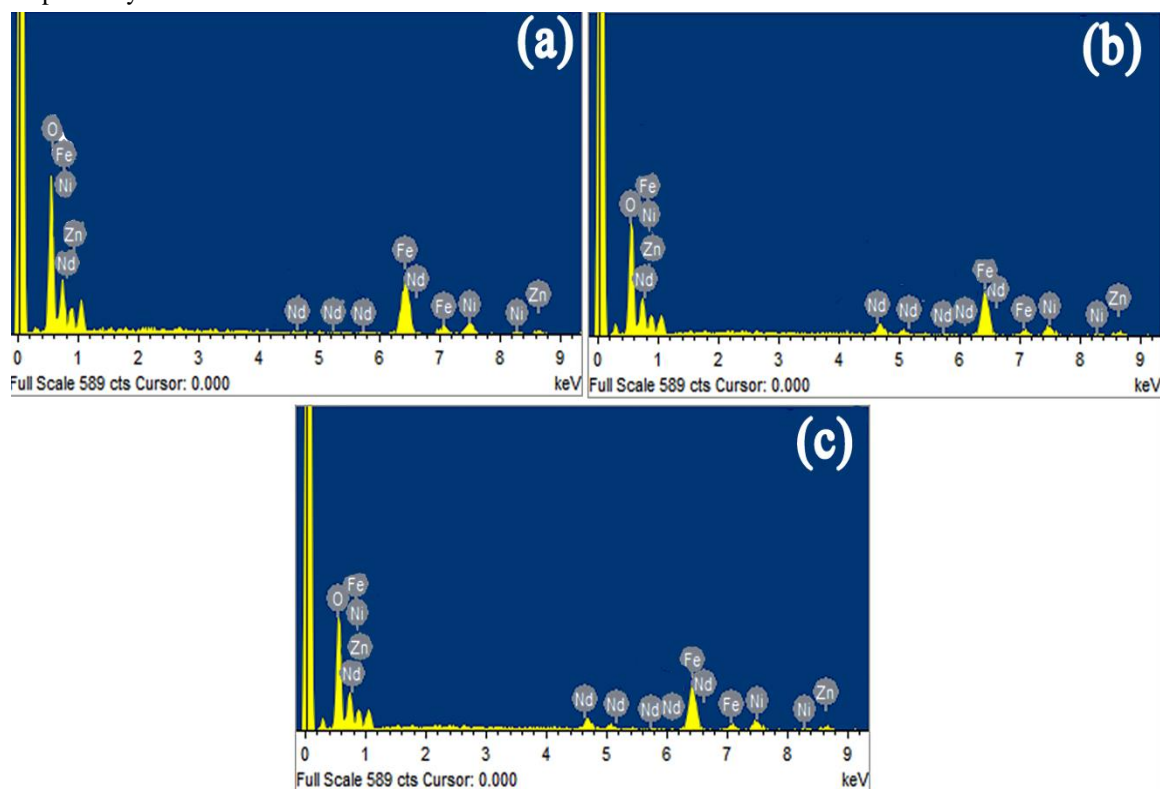 (a)
O
Fe
Ni
Zn
Nd
Nd Nd Nd
Fe
Nd
Fe Ni
Ni Zn
0 1 2 3 4 5 6 7 8 9
Full Scale 589 cts Cursor: 0.000 keV
(b)
Fe
O Ni
Zn
Nd
Nd Nd Nd Nd
Fe
Nd
Fe Ni
Ni Zn
0 1 2 3 4 5 6 7 8 9
Full Scale 589 cts Cursor: 0.000 keV
(c)
Fe
O Ni
Zn
Nd
Nd Nd Nd Nd
Fe
Nd
Fe Ni
Ni Zn
0 1 2 3 4 5 6 7 8 9
Full Scale 589 cts Cursor: 0.000 keV